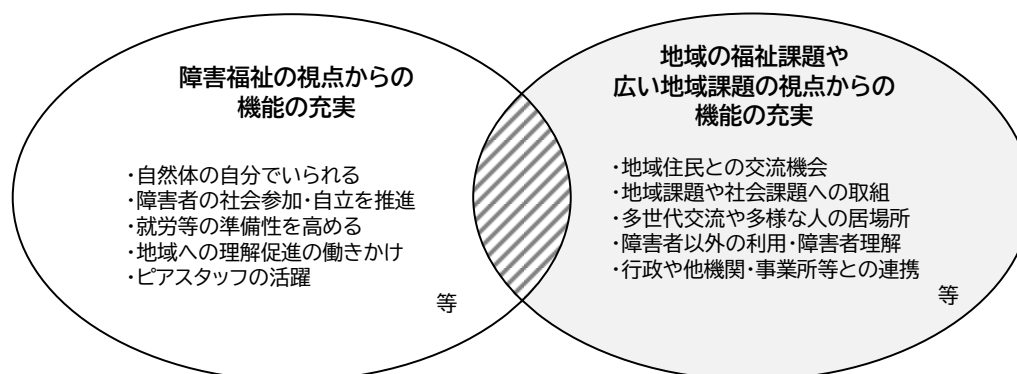 障害福祉の視点からの
機能の充実
・自然体の自分でいられる
・障害者の社会参加・自立を推進
・就労等の準備性を高める
・地域への理解促進の働きかけ
・ピアスタッフの活躍
等
地域の福祉課題や
広い地域課題の視点からの
機能の充実
・地域住民との交流機会
・地域課題や社会課題への取組
・多世代交流や多様な人の居場所
・障害者以外の利用・障害者理解
・行政や他機関・事業所等との連携
等